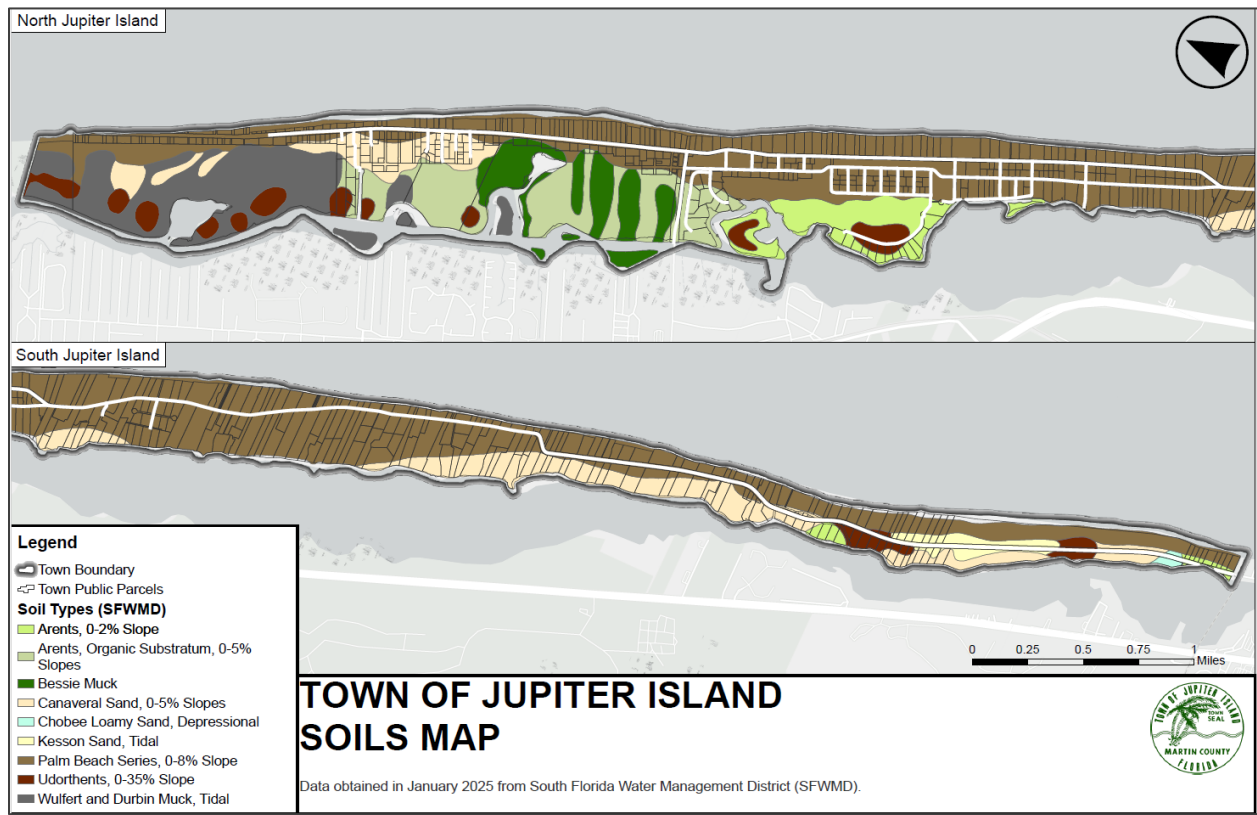 North Jupiter Island
South Jupiter Island
Legend
Town Boundary
Town Public Parcels
Soil Types (SFWMD)
Arents, 0-2% Slope
Arents, Organic Substratum, 0-5%
Slopes
Bessie Muck
Canaveral Sand, 0-5% Slopes
Chobee Loamy Sand, Depressional
Kesson Sand, Tidal
Palm Beach Series, 0-8% Slope
Udorthents, 0-35% Slope
Wulfert and Durbin Muck, Tidal
0 0.25 0.5 0.75 1
Miles
TOWN OF JUPITER ISLAND
SOILS MAP
Data obtained in January 2025 from South Florida Water Management District (SFWMD).
TOWN OF JUPITER ISLAND
TOWN
SEAL
MARTIN COUNTY
FLORIDA